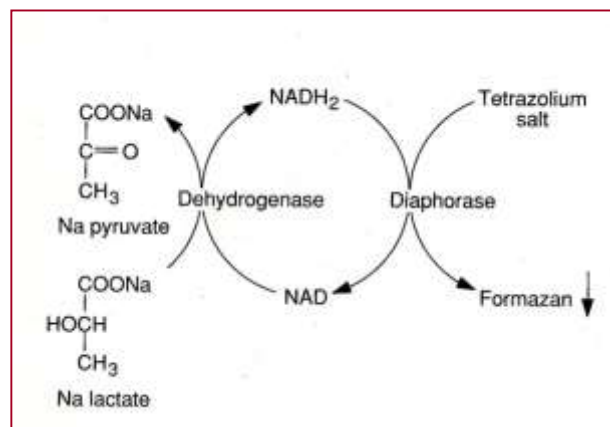 COONa
C=O
CH₃
Na pyruvate
COONa
HOCH
CH₃
Na lactate
NADH₂
Dehydrogenase
NAD
Tetrazolium
salt
Diaphorase
Formazan